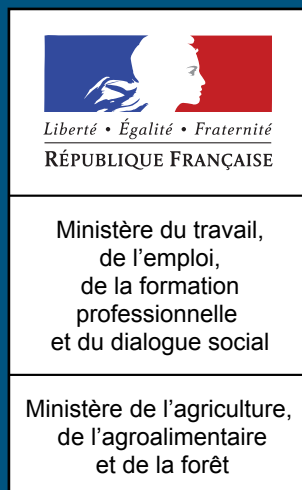 Liberté • Égalité • Fraternité
RÉPUBLIQUE FRANÇAISE
Ministère du travail,
de l’emploi,
de la formation
professionnelle
et du dialogue social
Ministère de l’agriculture,
de l’agroalimentaire
et de la forêt